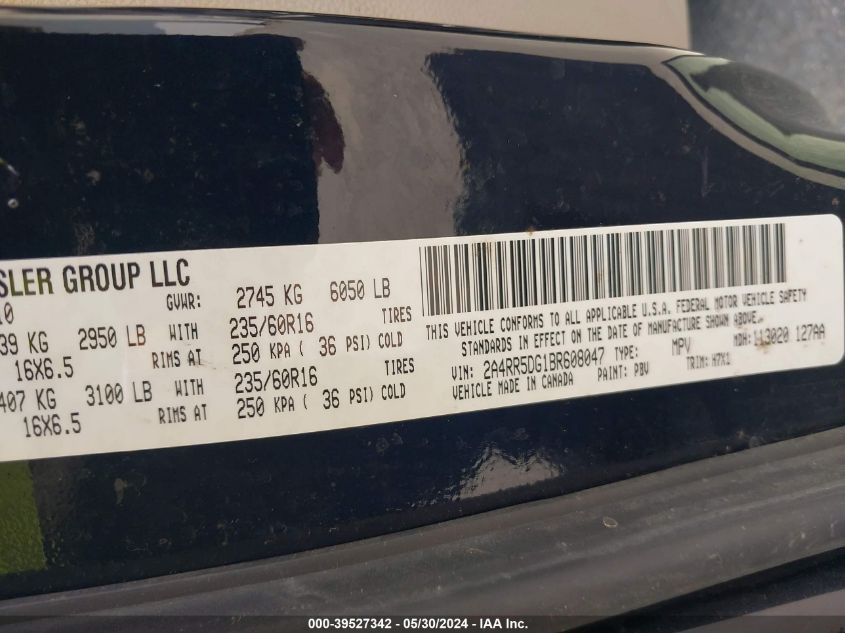 SLER GROUP LLC
10 GVWR: 2745 KG 6050 LB
39 KG 2950 LB WITH 235/60R16 TIRES
16X6.5 RIMS AT 250 KPA ( 36 PSI) COLD
407 KG 3100 LB WITH 235/60R16 TIRES
16X6.5 RIMS AT 250 KPA ( 36 PSI) COLD
THIS VEHICLE CONFORMS TO ALL APPLICABLE U.S.A. FEDERAL MOTOR VEHICLE SAFETY
STANDARDS IN EFFECT ON THE DATE OF MANUFACTURE SHOWN ABOVE.
MDH: 113020 127AA
VIN: 2A4RR5DG1BR608047 TYPE: MPV
VEHICLE MADE IN CANADA PAINT: PBV TRIM: H7X1
000-39527342 - 05/30/2024 - IAA Inc.